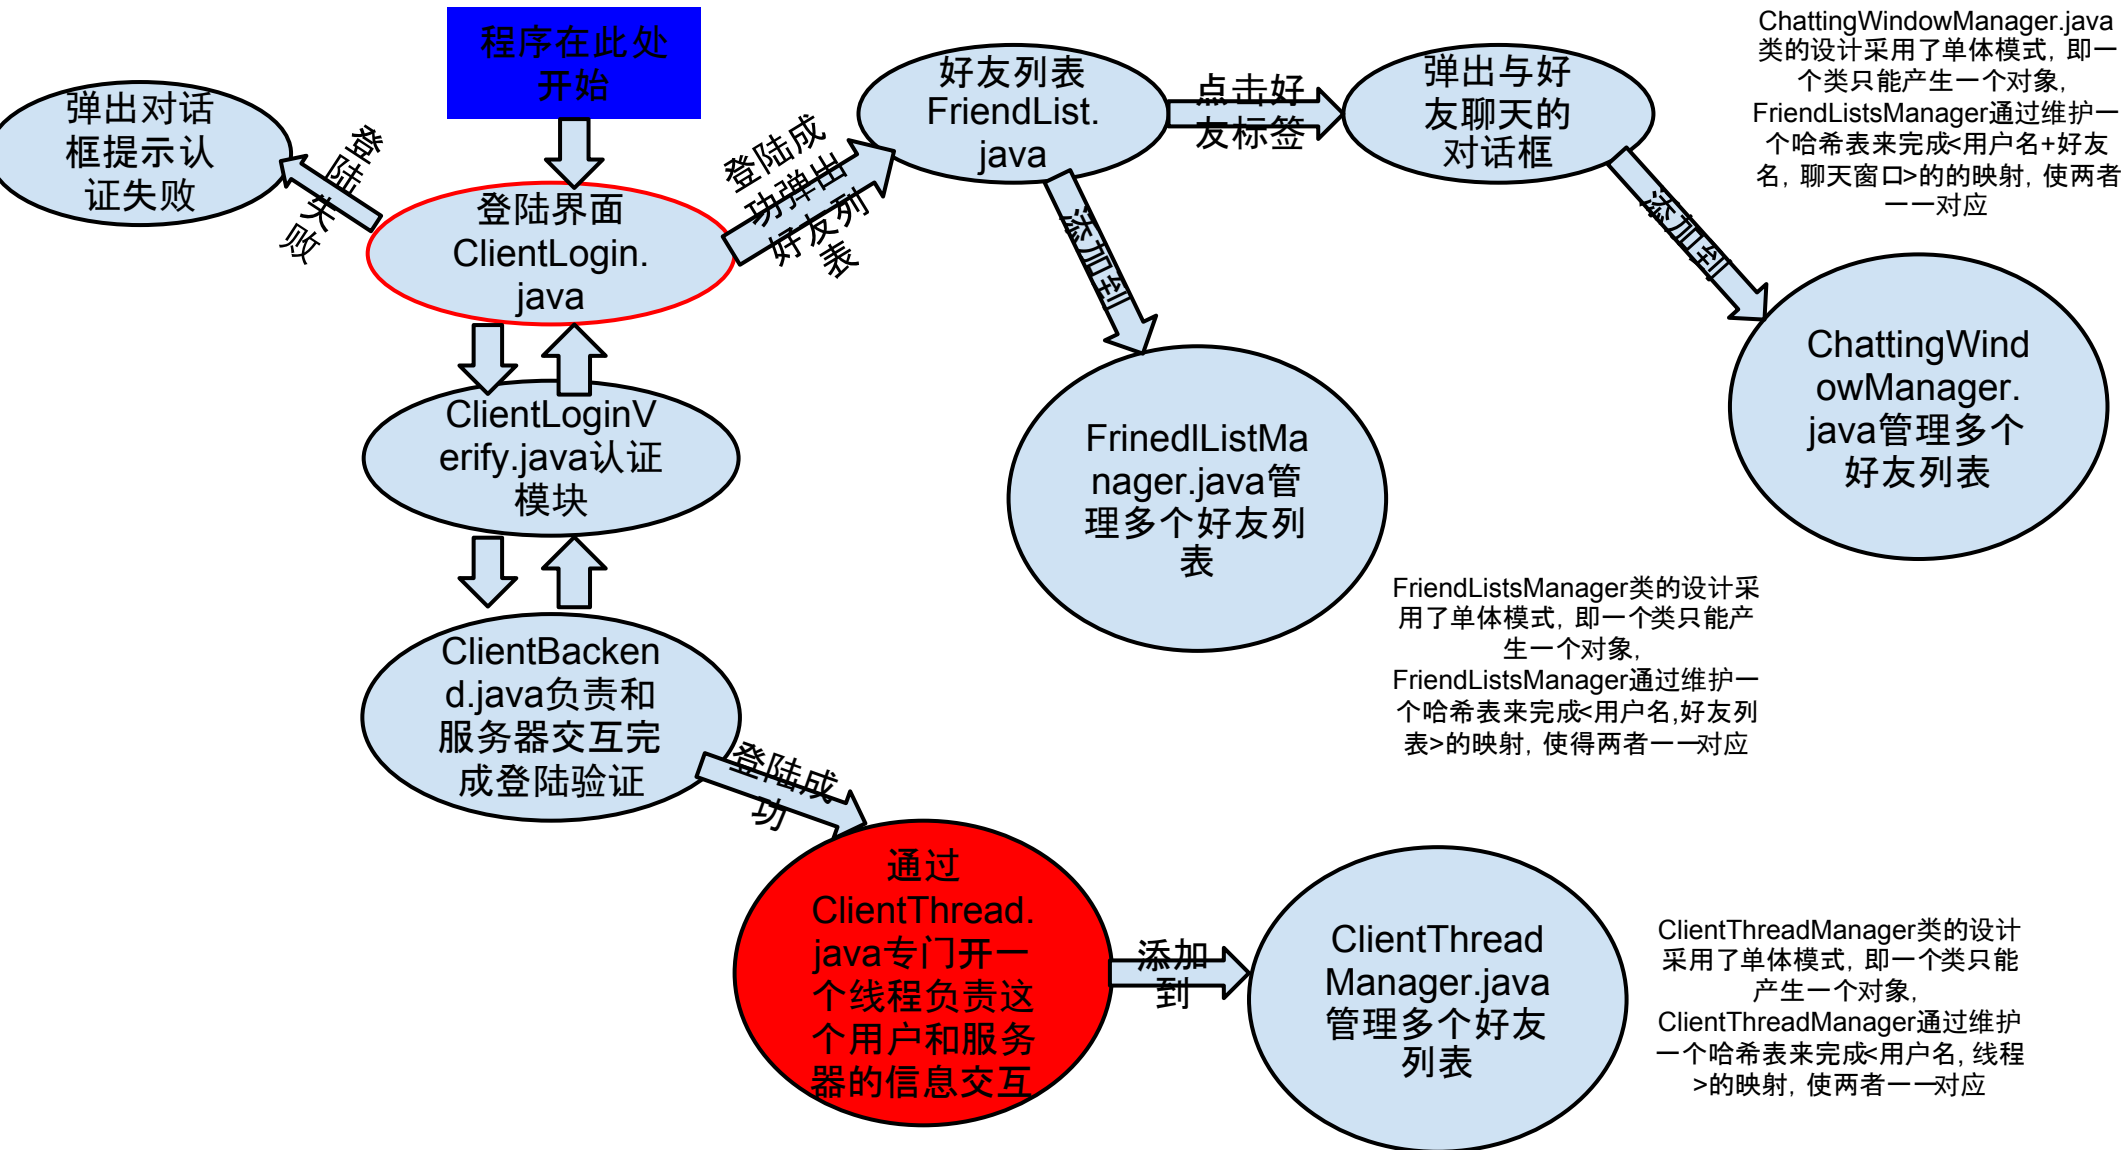 程序在此处
开始
弹出对话
框提示认
证失败
登
陆
失
败
登陆界面
ClientLogin.
java
登陆成
功弹出
好友列
表
好友列表
FriendList.
java
点击好
友标签
弹出与好
友聊天的
对话框
ChattingWindowManager.java
类的设计采用了单体模式, 即一
个类只能产生一个对象,
FriendListsManager通过维护一
个哈希表来完成<用户名+好友
名, 聊天窗口>的的映射, 使两者
一一对应
添加到
添加到
ChattingWind
owManager.
java管理多个
好友列表
ClientLoginV
erify.java认证
模块
FrinedlListMa
nager.java管
理多个好友列
表
FriendListsManager类的设计采
用了单体模式, 即一个类只能产
生一个对象,
FriendListsManager通过维护一
个哈希表来完成<用户名,好友列
表>的映射, 使得两者一一对应
ClientBacken
d.java负责和
服务器交互完
成登陆验证
登陆成
功
通过
ClientThread.
java专门开一
个线程负责这
个用户和服务
器的信息交互
添加
到
ClientThread
Manager.java
管理多个好友
列表
ClientThreadManager类的设计
采用了单体模式, 即一个类只能
产生一个对象,
ClientThreadManager通过维护
一个哈希表来完成<用户名, 线程
>的映射, 使两者一一对应